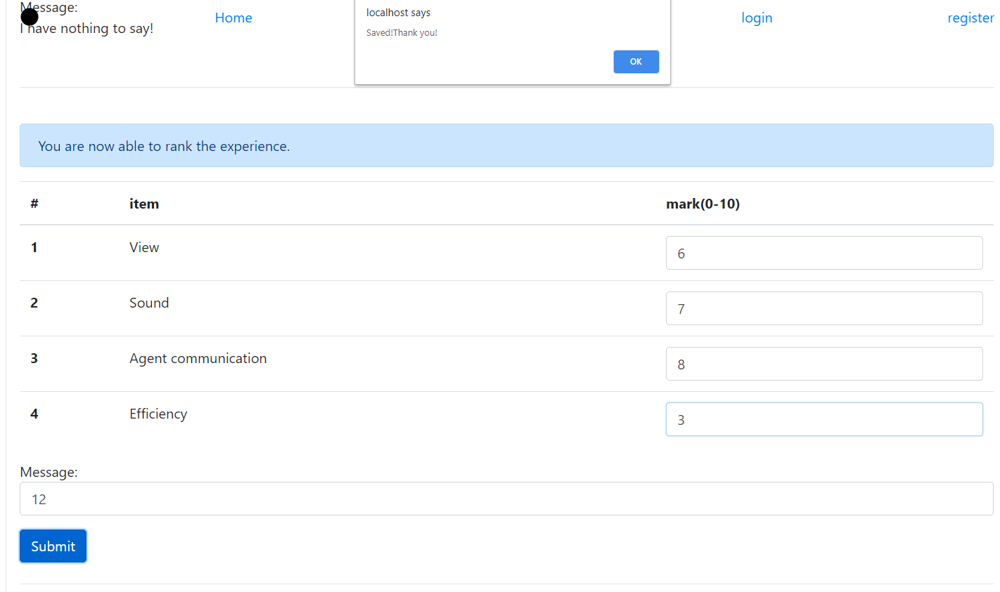 Message:
Home
login
register
I have nothing to say!
localhost says
Saved!Thank you!
OK
You are now able to rank the experience.
# item mark(0-10)
1 View 6
2 Sound 7
3 Agent communication 8
4 Efficiency 3
Message:
12
Submit